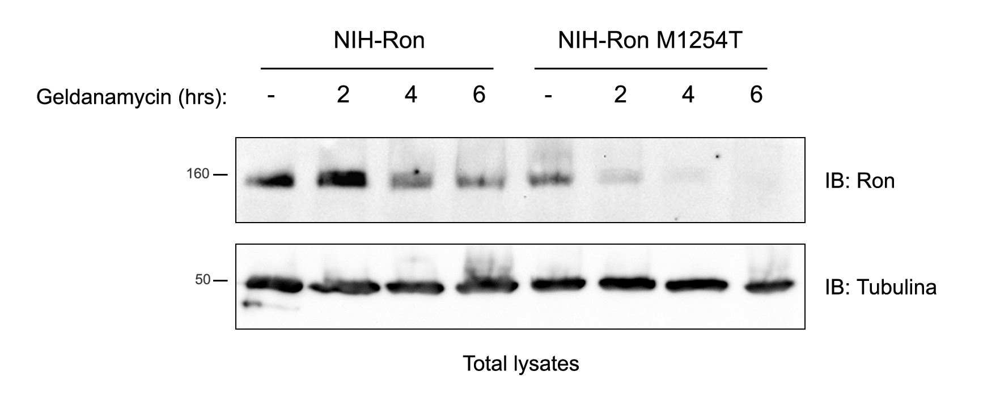 NIH-Ron NIH-Ron M1254T
Geldanamycin (hrs): - 2 4 6 - 2 4 6
160
IB: Ron
50
IB: Tubulina
Total lysates